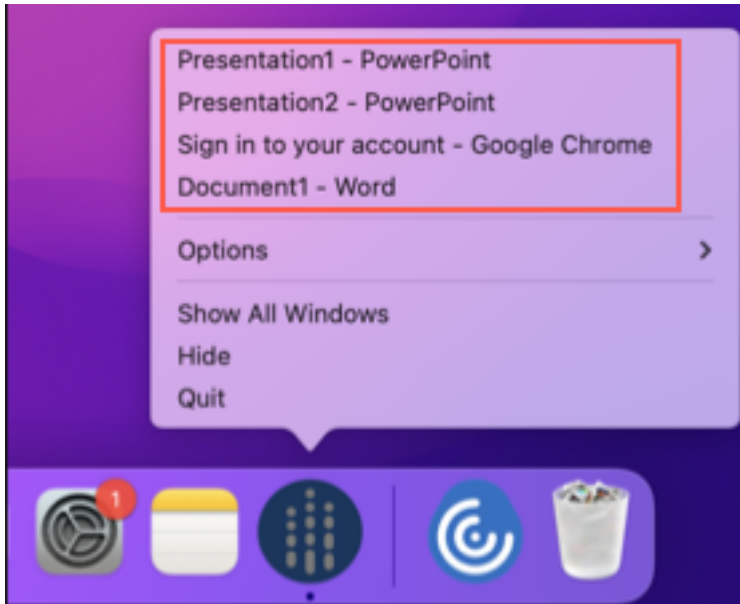 Presentation1 - PowerPoint
Presentation2 - PowerPoint
Sign in to your account - Google Chrome
Document1 - Word
Options
Show All Windows
Hide
Quit
1